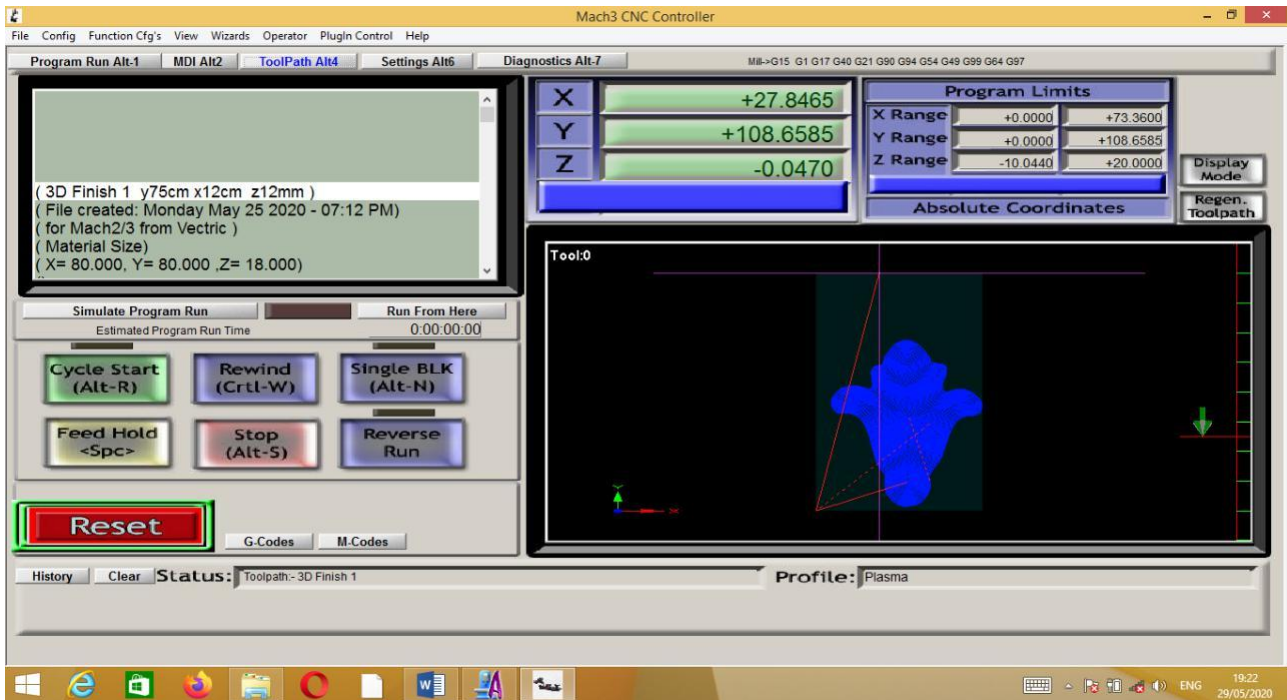 Mach3 CNC Controller
File Config Function Cfg's View Wizards Operator PlugIn Control Help
Program Run Alt-1 MDI Alt2 ToolPath Alt4 Settings Alt6 Diagnostics Alt-7 Mill->G15 G1 G17 G40 G21 G90 G94 G54 G49 G99 G64 G97
( 3D Finish 1 y75cm x12cm z12mm )
( File created: Monday May 25 2020 - 07:12 PM)
( for Mach2/3 from Vectric )
( Material Size)
( X= 80.000, Y= 80.000 ,Z= 18.000)
X +27.8465
Y +108.6585
Z -0.0470
Program Limits
X Range +0.0000 +73.3600
Y Range +0.0000 +108.6585
Z Range -10.0440 +20.0000
Absolute Coordinates
Display
Mode
Regen.
Toolpath
Tool:0
Y
X
Simulate Program Run Run From Here
Estimated Program Run Time 0:00:00:00
Cycle Start
(Alt-R)
Rewind
(Crtl-W)
Single BLK
(Alt-N)
Feed Hold
<Spc>
Stop
(Alt-S)
Reverse
Run
Reset
G-Codes M-Codes
History Clear Status: Toolpath:- 3D Finish 1 Profile: Plasma
ENG
19:22
29/05/2020